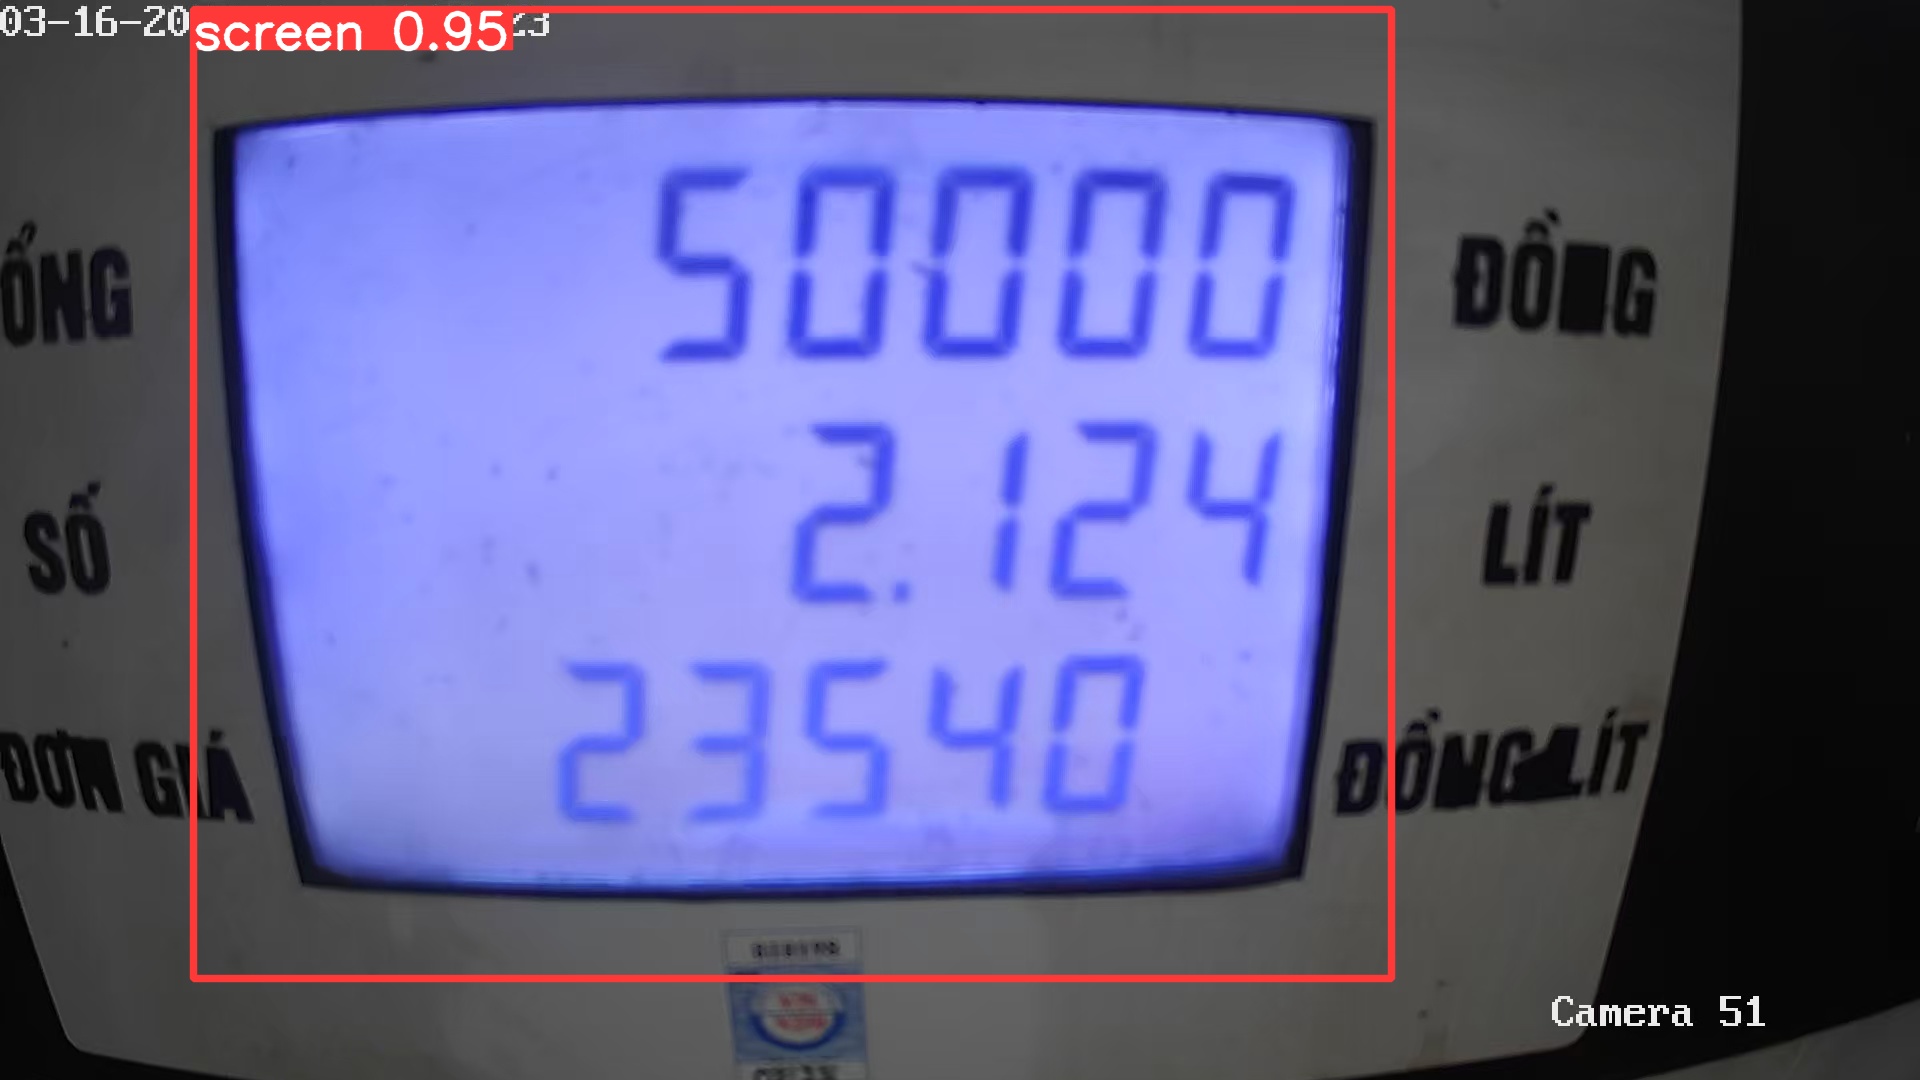 03-16-20
23
screen 0.95
50000
ĐỒNG
SỐ
2.124
LÍT
ĐƠN GIÁ
23540
ĐỒNG/LÍT
Camera 51